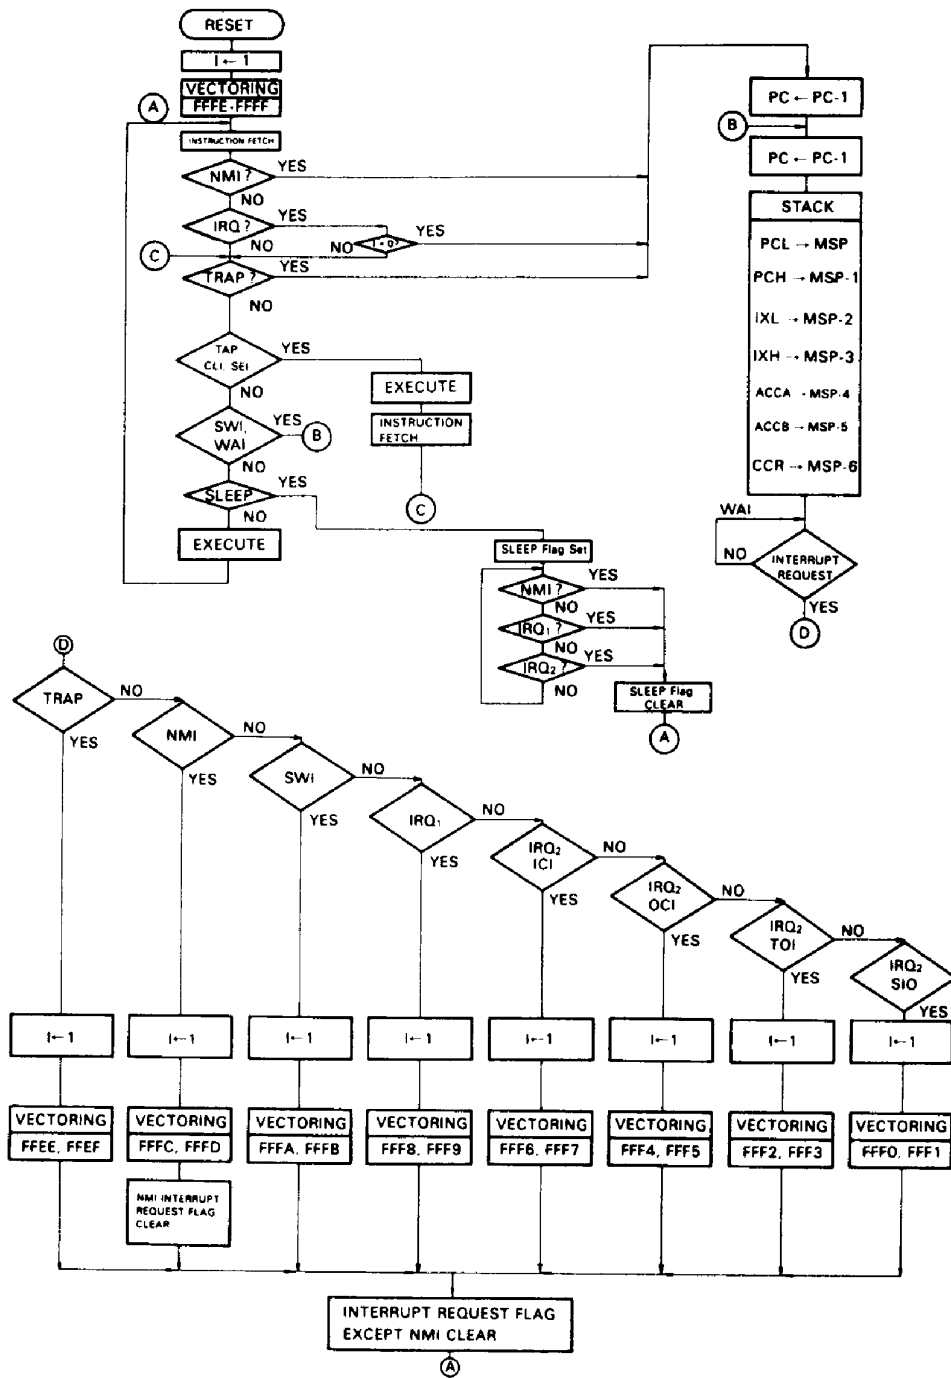 RESET
I ← 1
VECTORING
FFFE-FFFF
A
INSTRUCTION FETCH
NMI ?
YES
NO
IRQ ?
YES
NO
I = 0?
YES
NO
C
TRAP ?
YES
NO
TAP
CLI, SEI
YES
NO
EXECUTE
INSTRUCTION
FETCH
C
SWI,
WAI
YES
B
NO
SLEEP
YES
NO
EXECUTE
PC ← PC-1
B
PC ← PC-1
STACK
PCL → MSP
PCH → MSP-1
IXL → MSP-2
IXH → MSP-3
ACCA → MSP-4
ACCB → MSP-5
CCR → MSP-6
WAI
NO
INTERRUPT
REQUEST
YES
D
SLEEP Flag Set
NMI ?
YES
NO
IRQ₁ ?
YES
NO
IRQ₂ ?
YES
NO
SLEEP Flag
CLEAR
A
D
TRAP
NO
YES
NMI
NO
YES
SWI
NO
YES
IRQ₁
NO
YES
IRQ₂
ICI
NO
YES
IRQ₂
OCI
NO
YES
IRQ₂
TOI
NO
YES
IRQ₂
SIO
YES
I←1
I←1
I←1
I←1
I←1
I←1
I←1
I←1
VECTORING
FFEE, FFEF
VECTORING
FFFC, FFFD
VECTORING
FFFA, FFFB
VECTORING
FFF8, FFF9
VECTORING
FFF6, FFF7
VECTORING
FFF4, FFF5
VECTORING
FFF2, FFF3
VECTORING
FFF0, FFF1
NMI INTERRUPT
REQUEST FLAG
CLEAR
INTERRUPT REQUEST FLAG
EXCEPT NMI CLEAR
A